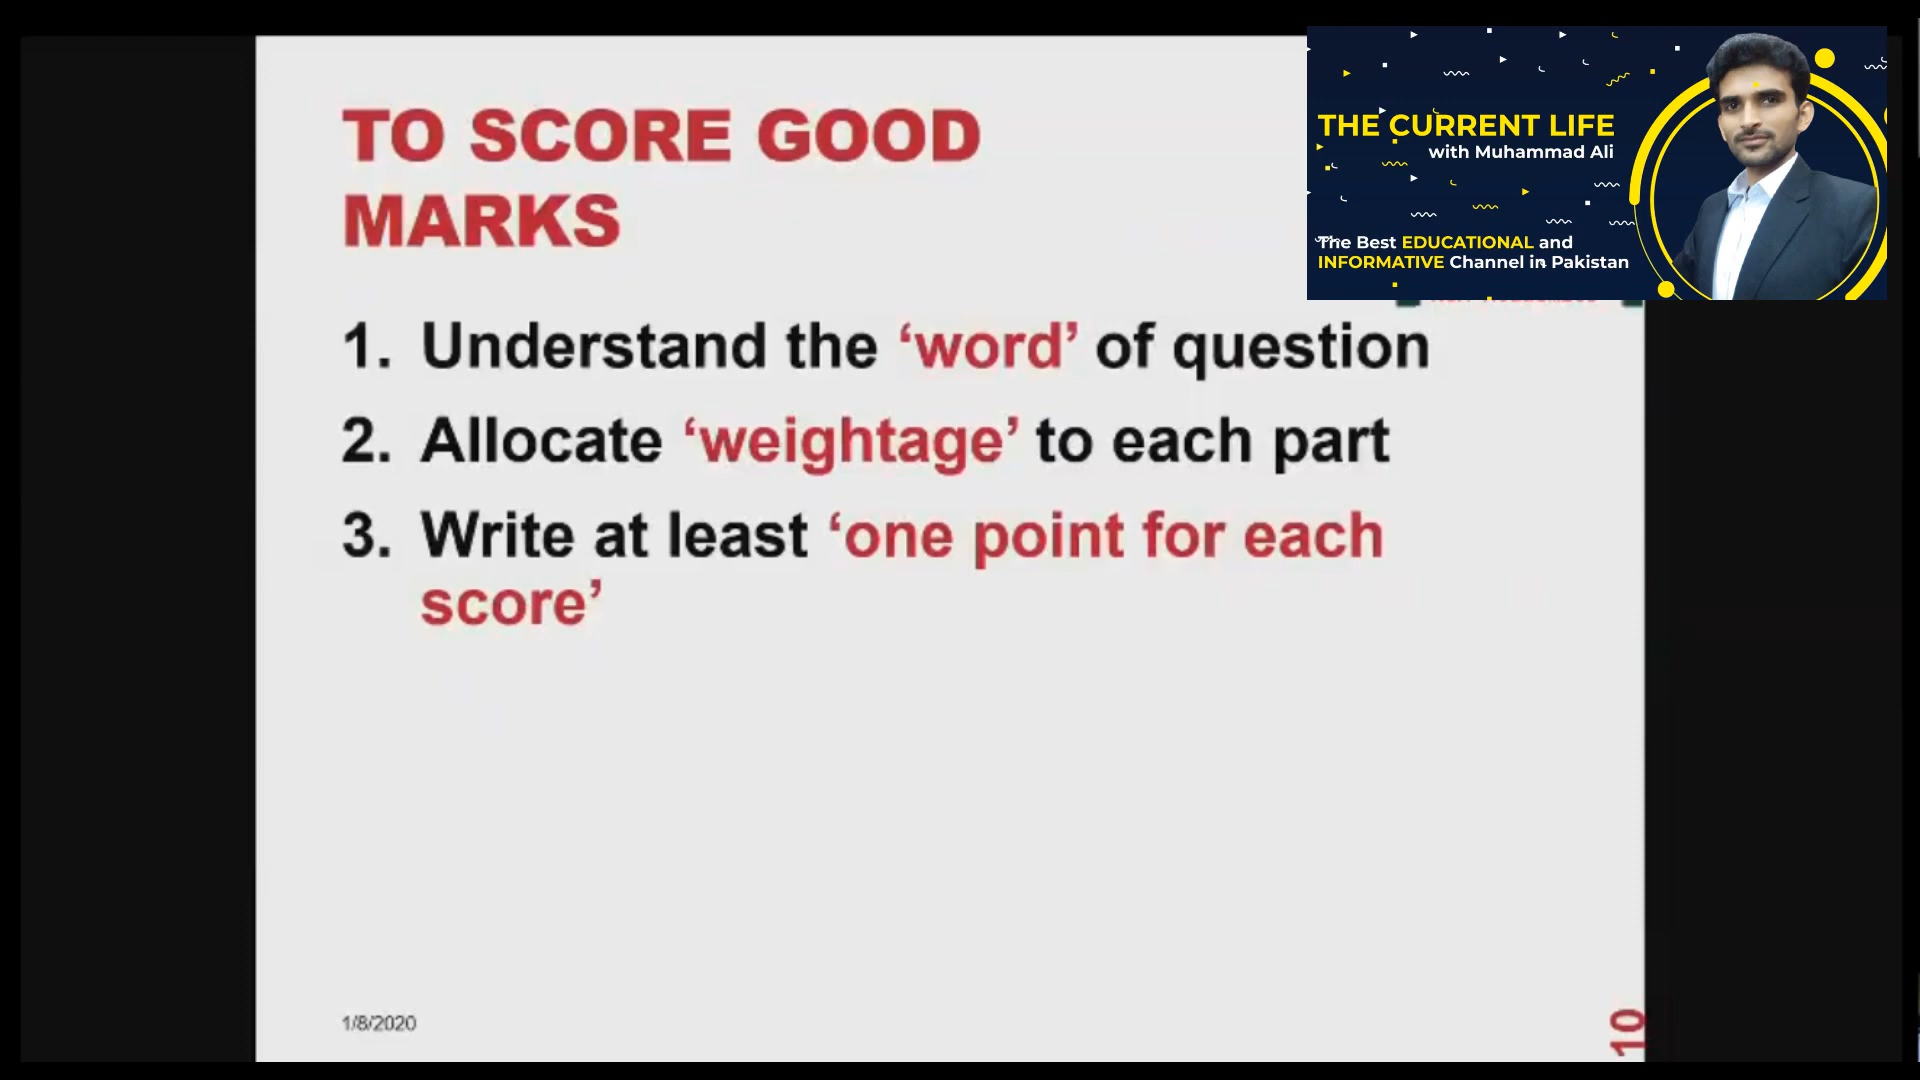 TO SCORE GOOD
MARKS
1. Understand the ‘word’ of question
2. Allocate ‘weightage’ to each part
3. Write at least ‘one point for each
score’
1/8/2020
10
THE CURRENT LIFE
with Muhammad Ali
The Best EDUCATIONAL and
INFORMATIVE Channel in Pakistan